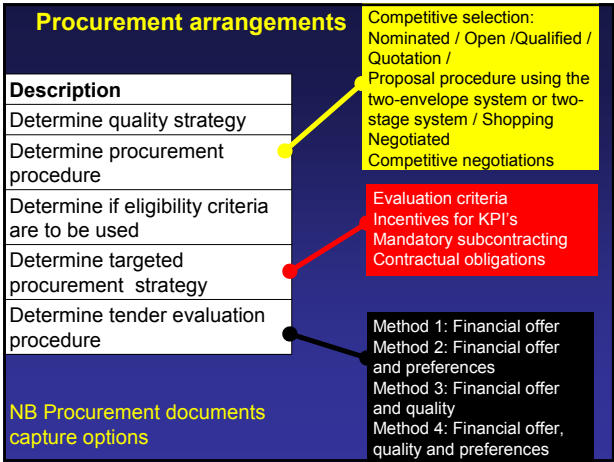 Procurement arrangements
Description
Determine quality strategy
Determine procurement
procedure
Determine if eligibility criteria
are to be used
Determine targeted
procurement  strategy
Determine tender evaluation
procedure
NB Procurement documents
capture options
Competitive selection:
Nominated / Open /Qualified /
Quotation /
Proposal procedure using the
two-envelope system or two-
stage system / Shopping
Negotiated
Competitive negotiations
Evaluation criteria
Incentives for KPI's
Mandatory subcontracting
Contractual obligations
Method 1: Financial offer
Method 2: Financial offer
and preferences
Method 3: Financial offer
and quality
Method 4: Financial offer,
quality and preferences